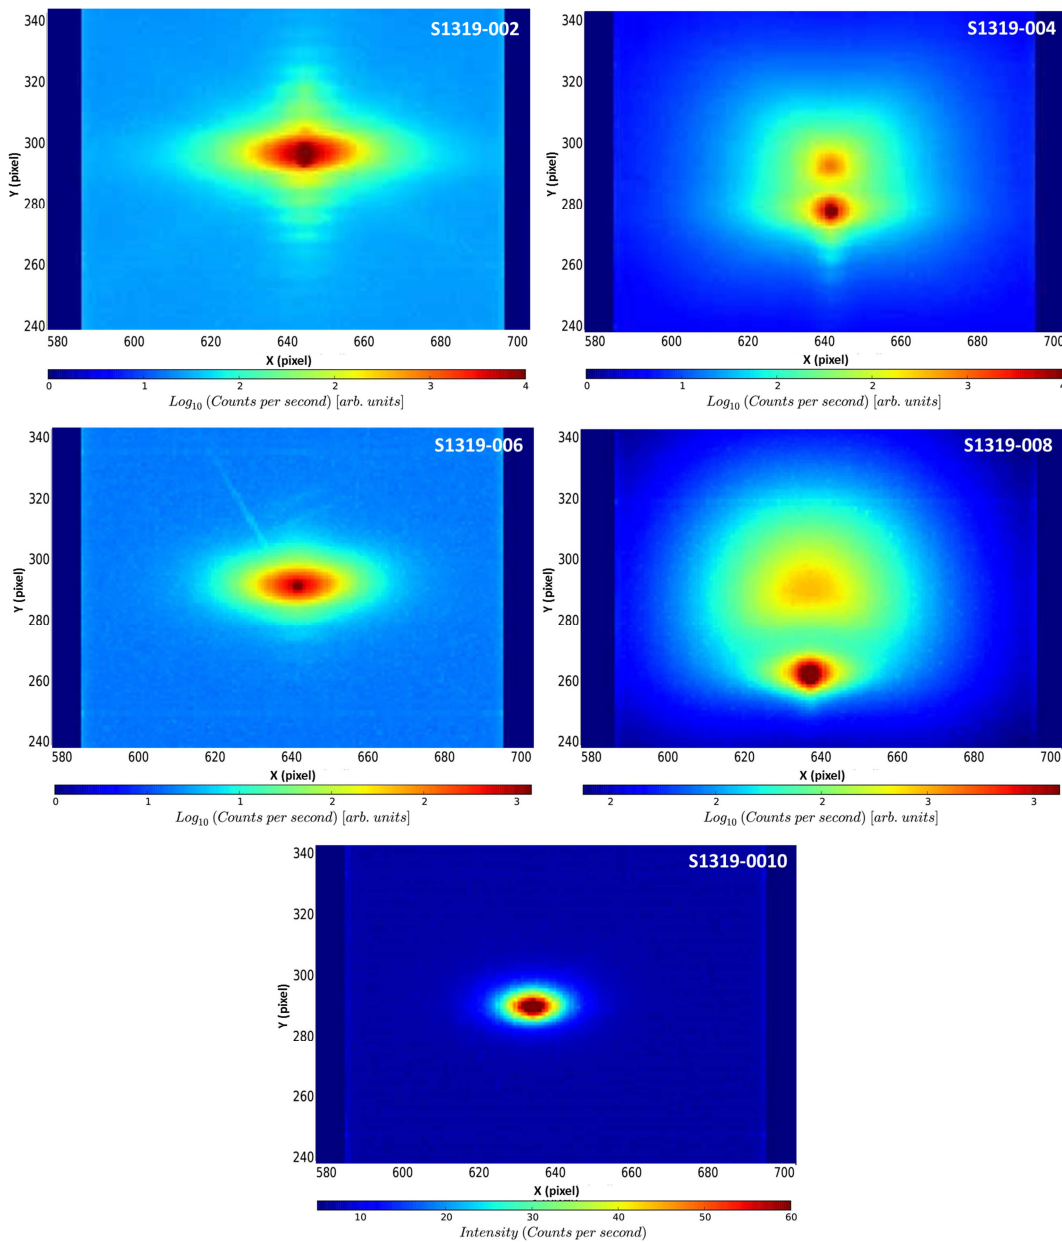 S1319-002
340
320
300
280
260
240
Y (pixel)
580 600 620 640 660 680 700
X (pixel)
0 1 2 2 3 4
Log10 (Counts per second) [arb. units]
S1319-004
340
320
300
280
260
240
Y (pixel)
580 600 620 640 660 680 700
X (pixel)
0 1 2 2 3 4
Log10 (Counts per second) [arb. units]
S1319-006
340
320
300
280
260
240
Y (pixel)
580 600 620 640 660 680 700
X (pixel)
0 1 1 2 2 3
Log10 (Counts per second) [arb. units]
S1319-008
340
320
300
280
260
240
Y (pixel)
580 600 620 640 660 680 700
X (pixel)
2 2 2 3 3
Log10 (Counts per second) [arb. units]
S1319-0010
340
320
300
280
260
240
Y (pixel)
580 600 620 640 660 680 700
X (pixel)
10 20 30 40 50 60
Intensity (Counts per second)